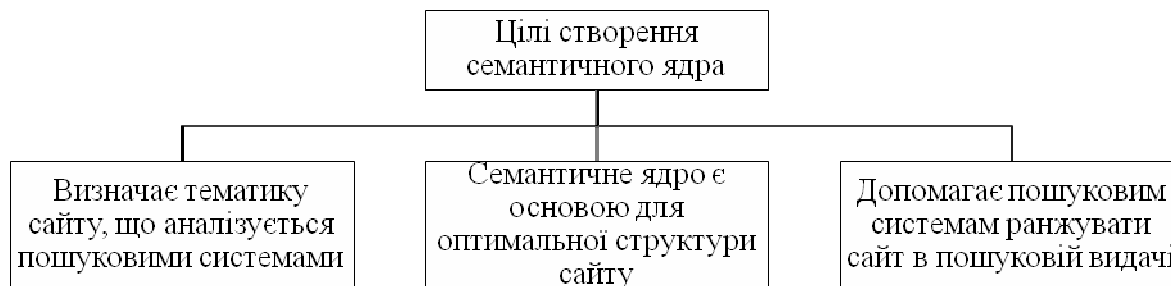 Цілі створення
семантичного ядра
Визначає тематику
сайту, що аналізується
пошуковими системами
Семантичне ядро є
основою для
оптимальної структури
сайту
Допомагає пошуковим
системам ранжувати
сайт в пошуковій видачі